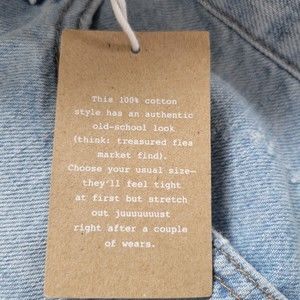 This 100% cotton
style has an authentic
old-school look
(think: treasured flea
market find).
Choose your usual size—
they'll feel tight
at first but stretch
out juuuuuuust
right after a couple
of wears.